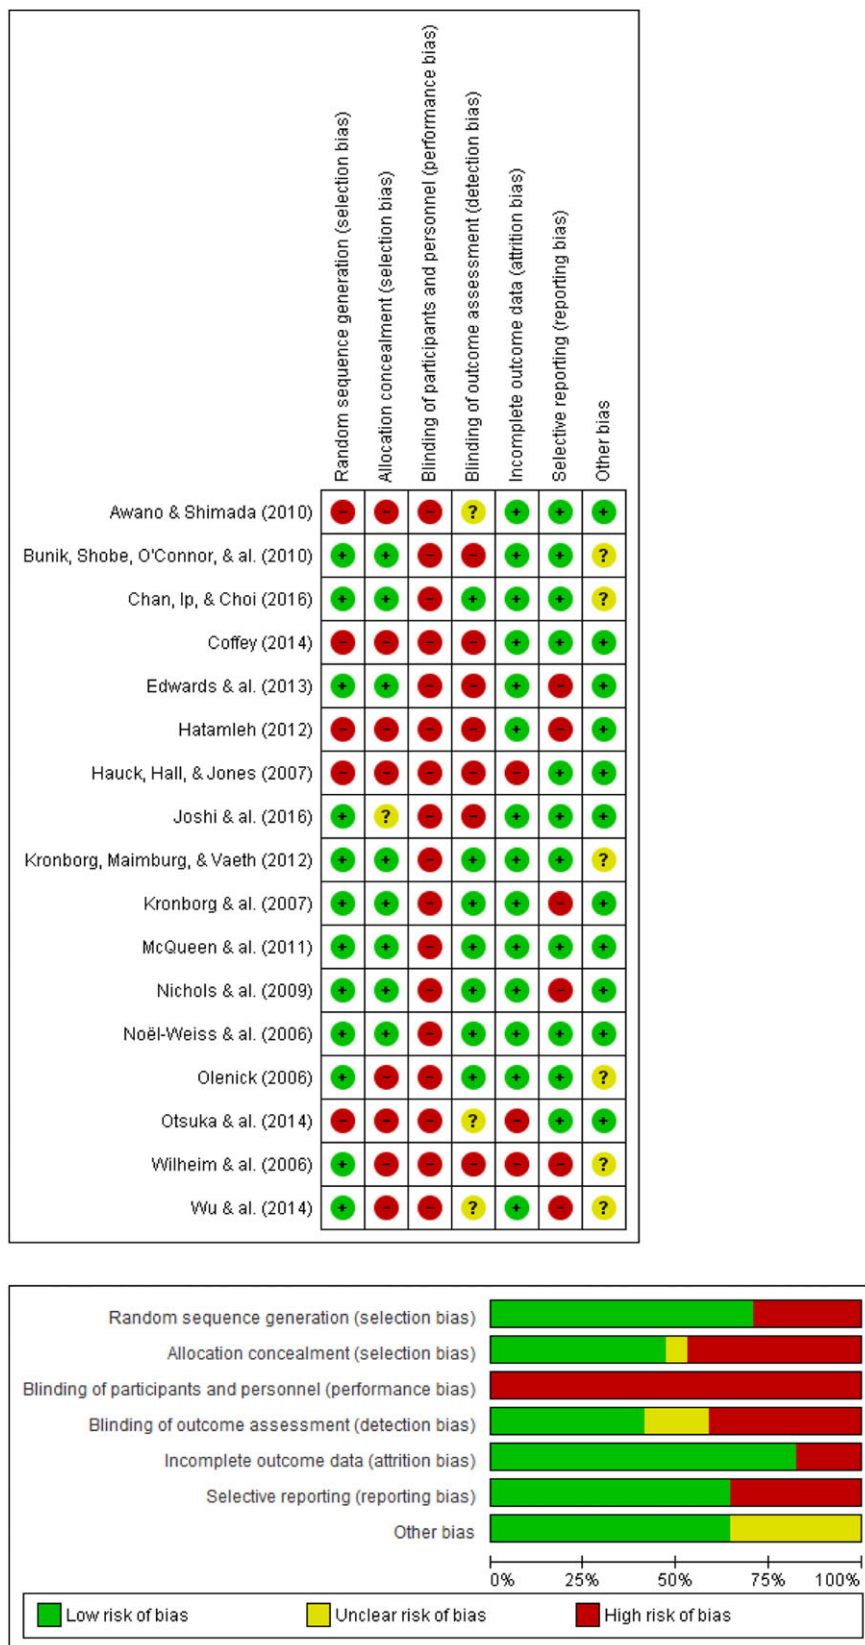 Random sequence generation (selection bias)
Allocation concealment (selection bias)
Blinding of participants and personnel (performance bias)
Blinding of outcome assessment (detection bias)
Incomplete outcome data (attrition bias)
Selective reporting (reporting bias)
Other bias
Awano & Shimada (2010) - - - ? + + +
Bunik, Shobe, O'Connor, & al. (2010) + + - - + + ?
Chan, Ip, & Choi (2016) + + - + + + ?
Coffey (2014) - - - - + + +
Edwards & al. (2013) + + - - + - +
Hatamleh (2012) - - - - + - +
Hauck, Hall, & Jones (2007) - - - - - + +
Joshi & al. (2016) + ? - - + + +
Kronborg, Maimburg, & Vaeth (2012) + + - + + + ?
Kronborg & al. (2007) + + - + + - +
McQueen & al. (2011) + + - + + + +
Nichols & al. (2009) + + - + + - +
Noël-Weiss & al. (2006) + + - + + + +
Olenick (2006) + - - + + + ?
Otsuka & al. (2014) - - - ? - + +
Wilheim & al. (2006) + - - - - - ?
Wu & al. (2014) + - - ? + - ?
Random sequence generation (selection bias)
Allocation concealment (selection bias)
Blinding of participants and personnel (performance bias)
Blinding of outcome assessment (detection bias)
Incomplete outcome data (attrition bias)
Selective reporting (reporting bias)
Other bias
0% 25% 50% 75% 100%
Low risk of bias Unclear risk of bias High risk of bias